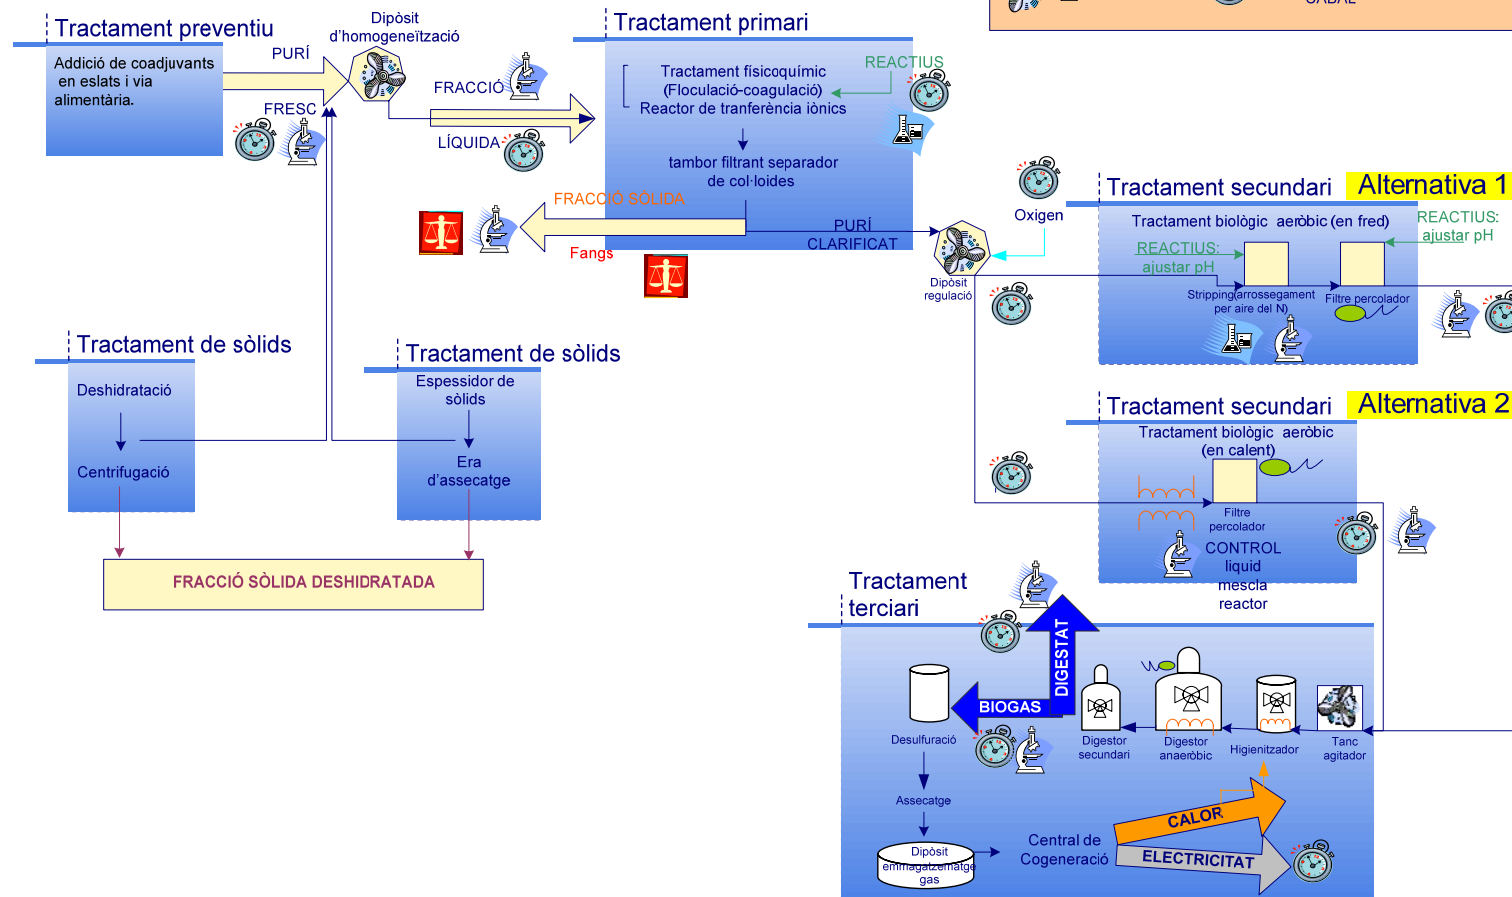 CABAL
Tractament preventiu
Addició de coadjuvants
en eslats i via
alimentària.
PURÍ
FRESC
Dipòsit
d'homogeneïtzació
FRACCIÓ
LÍQUIDA
Tractament primari
REACTIUS
Tractament físicoquímic
(Floculació-coagulació)
Reactor de tranferència iònics
tambor filtrant separador
de col·loides
FRACCIÓ SÒLIDA
Fangs
PURÍ
CLARIFICAT
Oxigen
Dipòsit
regulació
Tractament secundari
Alternativa 1
Tractament biològic aeròbic (en fred)
REACTIUS:
ajustar pH
REACTIUS:
ajustar pH
Stripping(arrossegament
per aire del N)
Filtre percolador
Tractament de sòlids
Deshidratació
Centrifugació
Tractament de sòlids
Espessidor de
sòlids
Era
d'assecatge
FRACCIÓ SÒLIDA DESHIDRATADA
Tractament secundari
Alternativa 2
Tractament biològic aeròbic
(en calent)
Filtre
percolador
CONTROL
liquid
mescla
reactor
Tractament
terciari
DIGESTAT
BIOGAS
Desulfuració
Digestor
secundari
Digestor
anaeròbic
Higienitzador
Tanc
agitador
Assecatge
Dipòsit
emmagatzematge
gas
Central de
Cogeneració
CALOR
ELECTRICITAT